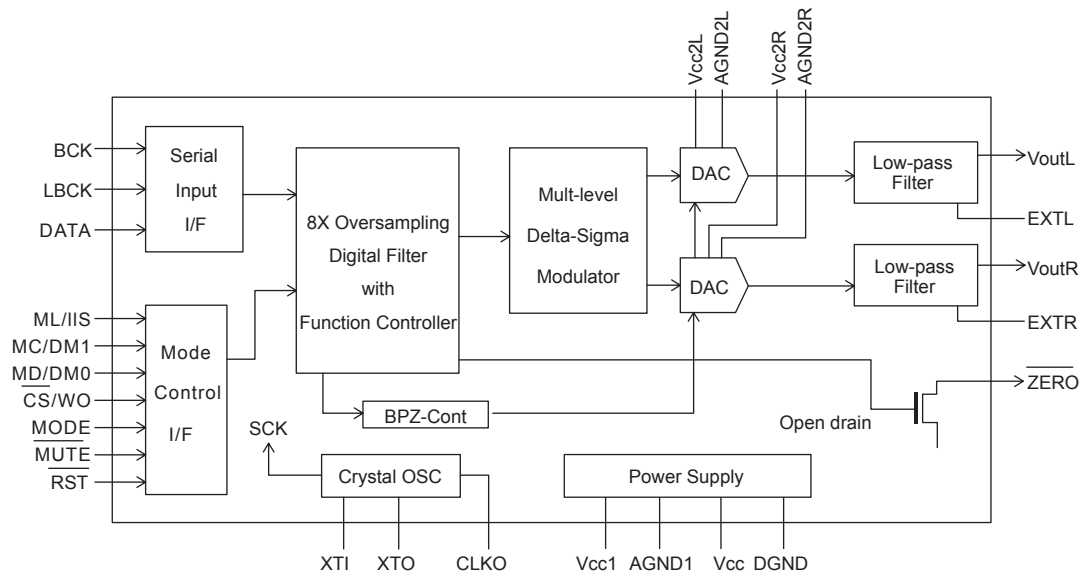 Vcc2L
AGND2L
Vcc2R
AGND2R
BCK
LBCK
DATA
Serial
Input
I/F
8X Oversampling
Digital Filter
with
Function Controller
Mult-level
Delta-Sigma
Modulator
DAC
DAC
Low-pass
Filter
Low-pass
Filter
VoutL
EXTL
VoutR
EXTR
ZERO
ML/IIS
MC/DM1
MD/DM0
CS/WO
MODE
MUTE
RST
Mode
Control
I/F
BPZ-Cont
Open drain
SCK
Crystal OSC
Power Supply
XTI
XTO
CLKO
Vcc1
AGND1
Vcc
DGND